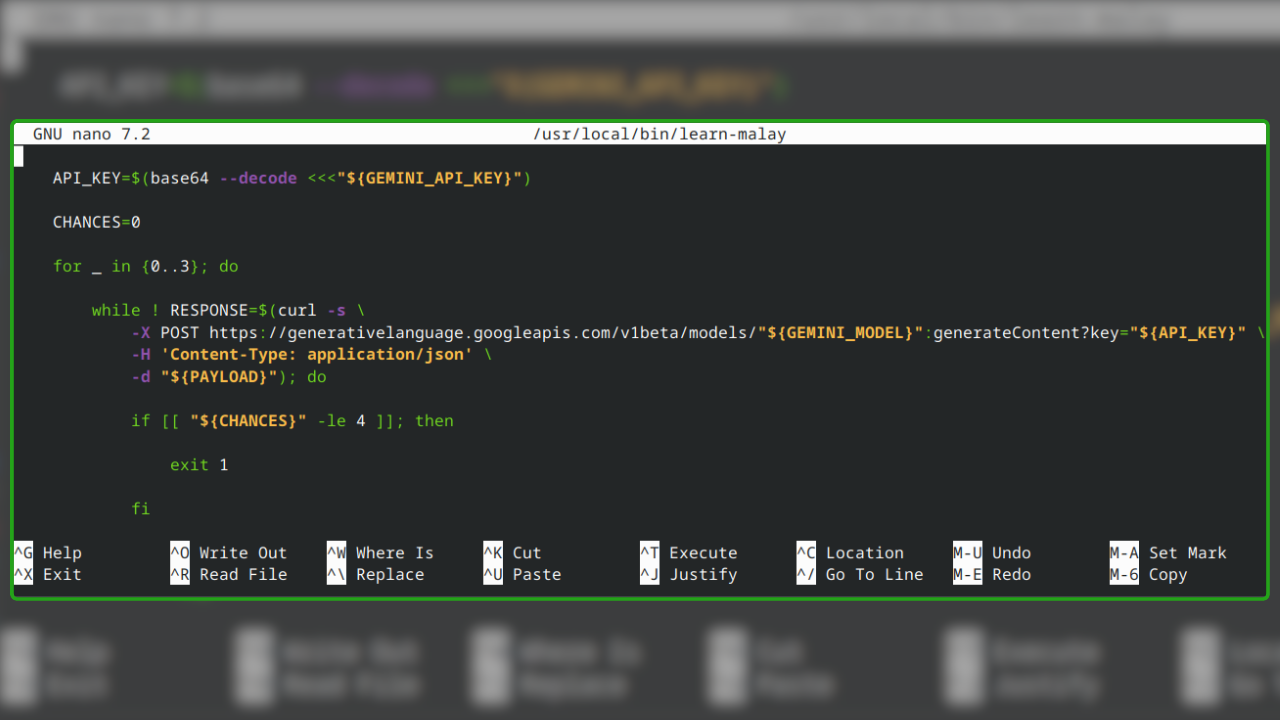 GNU nano 7.2 /usr/local/bin/learn-malay
API_KEY=$(base64 --decode <<<"${GEMINI_API_KEY}")
CHANCES=0
for _ in {0..3}; do
while ! RESPONSE=$(curl -s \
-X POST https://generativelanguage.googleapis.com/v1beta/models/"${GEMINI_MODEL}":generateContent?key="${API_KEY}" \
-H 'Content-Type: application/json' \
-d "${PAYLOAD}"); do
if [[ "${CHANCES}" -le 4 ]]; then
exit 1
fi
^G Help ^O Write Out ^W Where Is ^K Cut ^T Execute ^C Location M-U Undo M-A Set Mark
^X Exit ^R Read File ^\ Replace ^U Paste ^J Justify ^/ Go To Line M-E Redo M-6 Copy